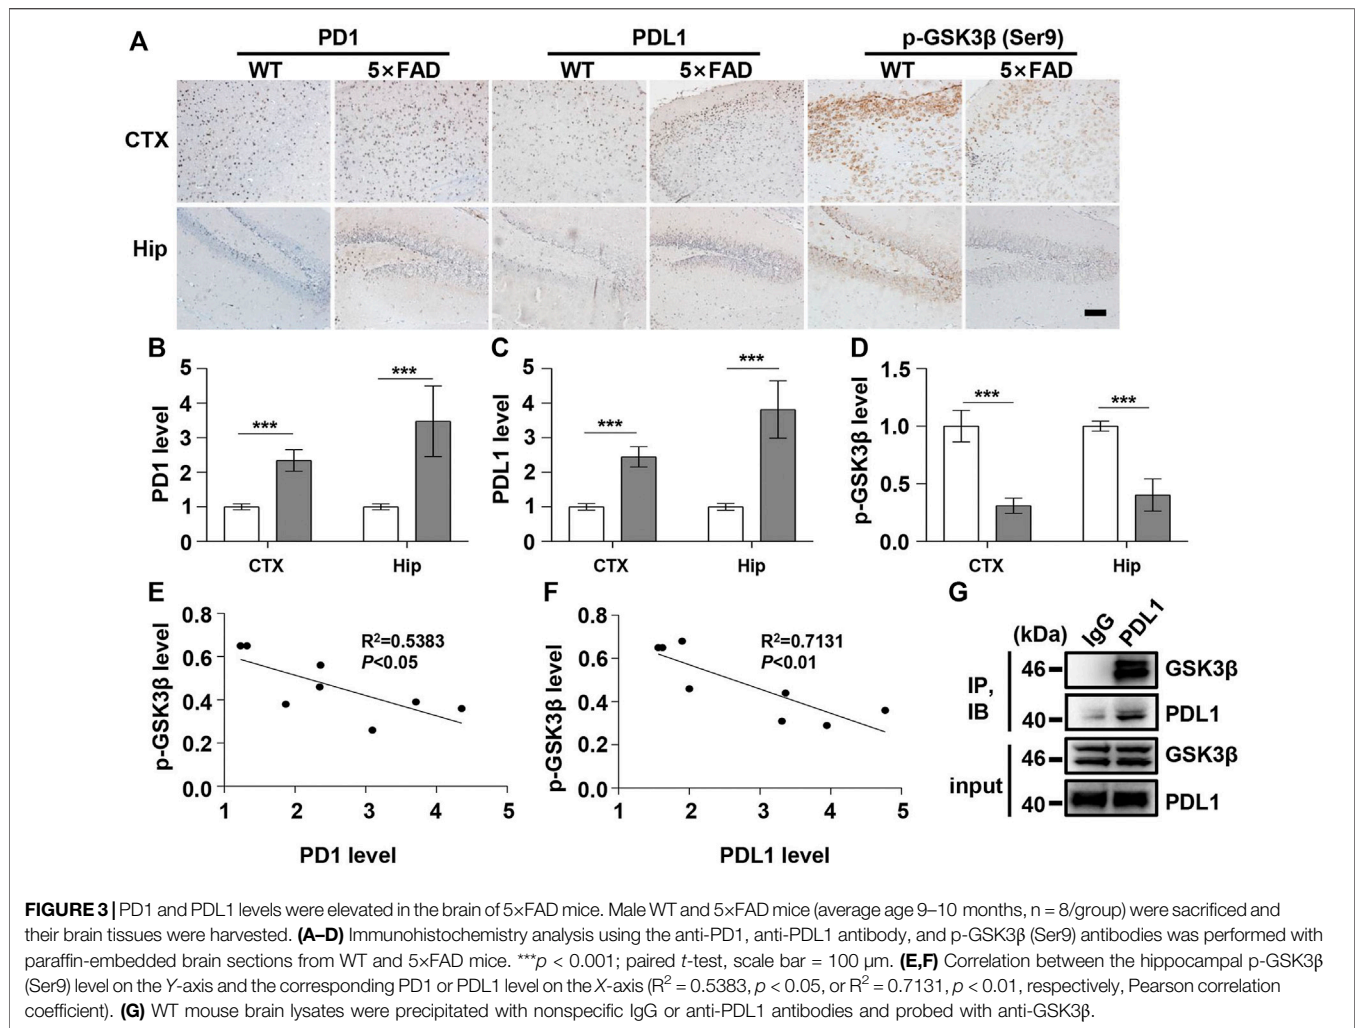 A
PD1 PDL1 p-GSK3β (Ser9)
WT 5×FAD WT 5×FAD WT 5×FAD
CTX
Hip
B C D
PD1 level
5
4
3
2
1
0
***
***
CTX Hip
PDL1 level
5
4
3
2
1
0
***
***
CTX Hip
p-GSK3β level
1.5
1.0
0.5
0.0
***
***
CTX Hip
E
p-GSK3β level
0.8
0.6
0.4
0.2
0.0
R²=0.5383
P<0.05
1 2 3 4 5
PD1 level
F
p-GSK3β level
0.8
0.6
0.4
0.2
0.0
R²=0.7131
P<0.01
1 2 3 4 5
PDL1 level
G
(kDa) IgG PDL1
IP, IB
46 GSK3β
40 PDL1
input
46 GSK3β
40 PDL1
FIGURE 3 | PD1 and PDL1 levels were elevated in the brain of 5×FAD mice. Male WT and 5×FAD mice (average age 9–10 months, n = 8/group) were sacrificed and
their brain tissues were harvested. (A–D) Immunohistochemistry analysis using the anti-PD1, anti-PDL1 antibody, and p-GSK3β (Ser9) antibodies was performed with
paraffin-embedded brain sections from WT and 5×FAD mice. ***p < 0.001; paired t-test, scale bar = 100 μm. (E,F) Correlation between the hippocampal p-GSK3β
(Ser9) level on the Y-axis and the corresponding PD1 or PDL1 level on the X-axis (R² = 0.5383, p < 0.05, or R² = 0.7131, p < 0.01, respectively, Pearson correlation
coefficient). (G) WT mouse brain lysates were precipitated with nonspecific IgG or anti-PDL1 antibodies and probed with anti-GSK3β.